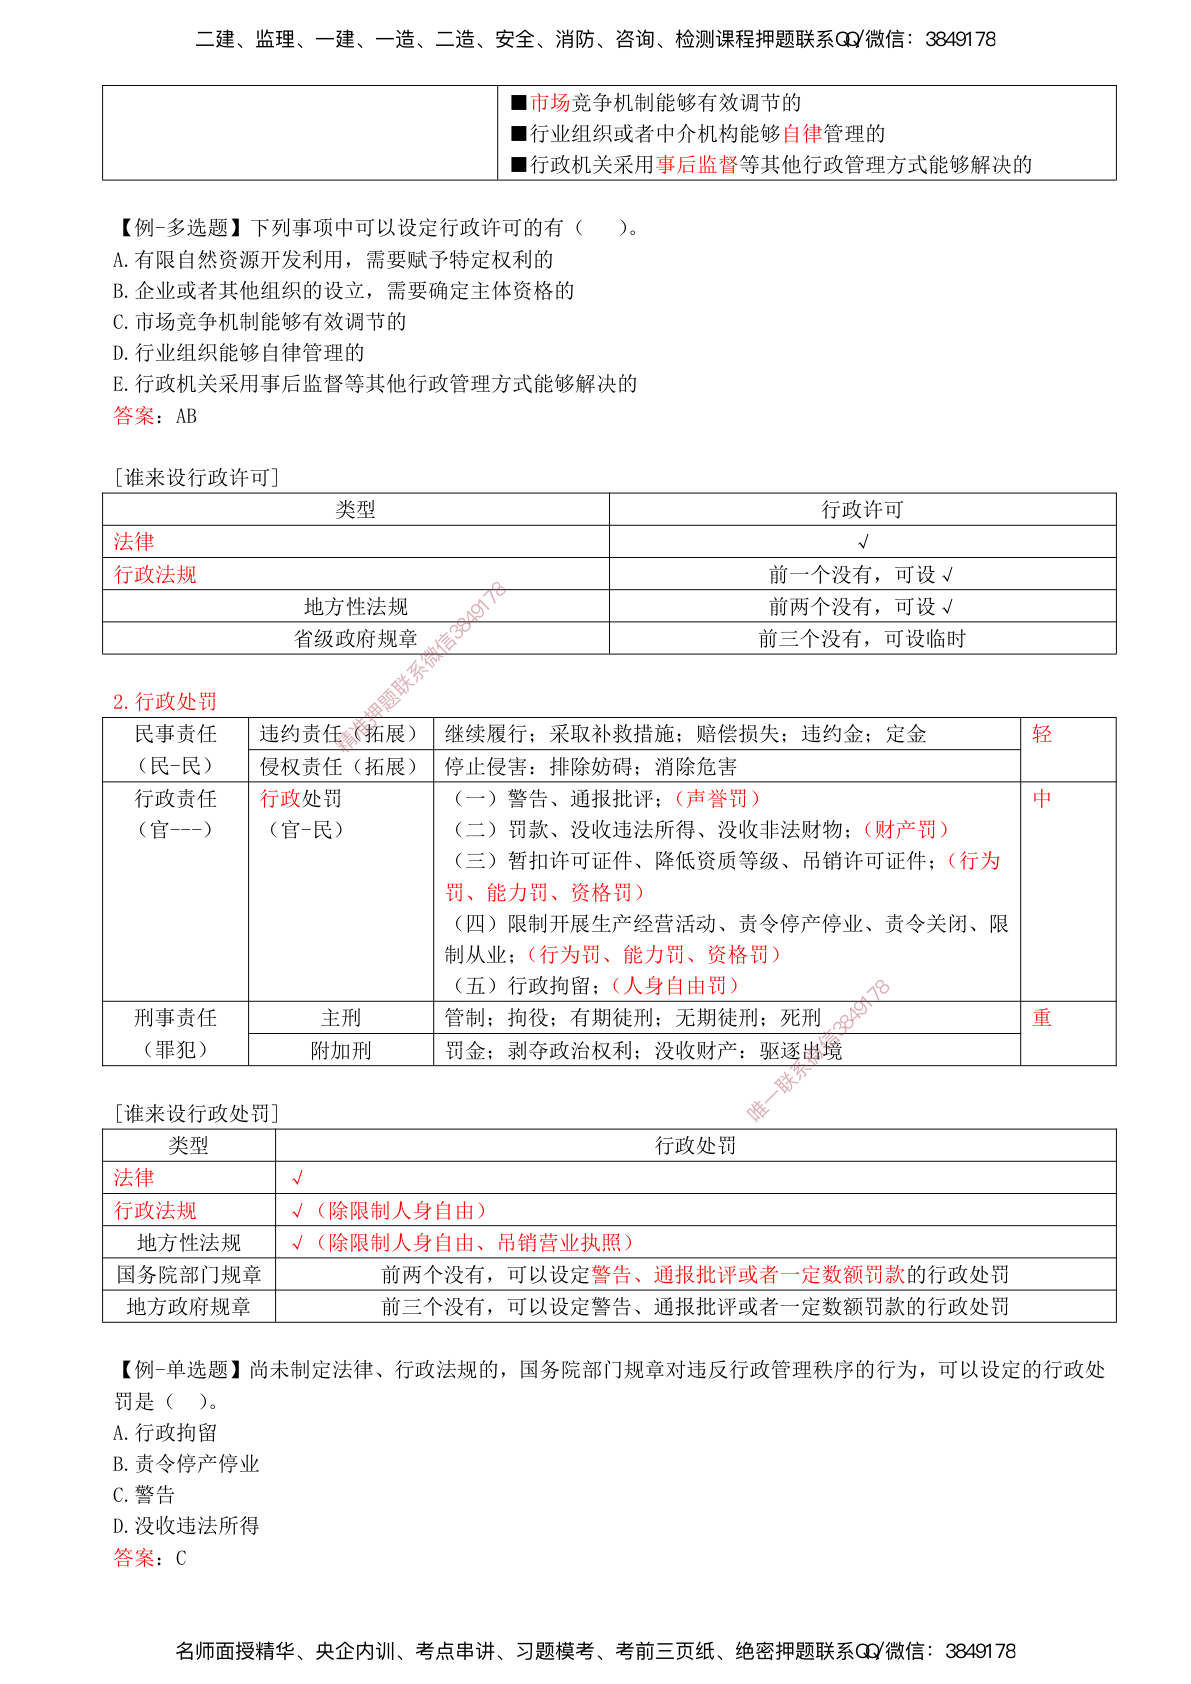 二建、监理、一建、一造、二造、安全、消防、咨询、检测课程押题联系QQ/微信：3849178
■市场竞争机制能够有效调节的
■行业组织或者中介机构能够自律管理的
■行政机关采用事后监督等其他行政管理方式能够解决的
【例-多选题】下列事项中可以设定行政许可的有（　　）。
A.有限自然资源开发利用，需要赋予特定权利的
B.企业或者其他组织的设立，需要确定主体资格的
C.市场竞争机制能够有效调节的
D.行业组织能够自律管理的
E.行政机关采用事后监督等其他行政管理方式能够解决的
答案：AB
[谁来设行政许可]
类型 行政许可
法律 √
行政法规 前一个没有，可设√
地方性法规 前两个没有，可设√
省级政府规章 前三个没有，可设临时
精准押题联系微信3849178
2.行政处罚
民事责任 违约责任（拓展） 继续履行；采取补救措施；赔偿损失；违约金；定金 轻
（民-民） 侵权责任（拓展） 停止侵害：排除妨碍；消除危害
行政责任 行政处罚 （一）警告、通报批评；（声誉罚） 中
（官---） （官-民） （二）罚款、没收违法所得、没收非法财物；（财产罚）
（三）暂扣许可证件、降低资质等级、吊销许可证件；（行为
罚、能力罚、资格罚）
（四）限制开展生产经营活动、责令停产停业、责令关闭、限
制从业；（行为罚、能力罚、资格罚）
（五）行政拘留；（人身自由罚）
刑事责任 主刑 管制；拘役；有期徒刑；无期徒刑；死刑 重
（罪犯） 附加刑 罚金；剥夺政治权利；没收财产：驱逐出境
唯一联系微信3849178
[谁来设行政处罚]
类型 行政处罚
法律 √
行政法规 √（除限制人身自由）
地方性法规 √（除限制人身自由、吊销营业执照）
国务院部门规章 前两个没有，可以设定警告、通报批评或者一定数额罚款的行政处罚
地方政府规章 前三个没有，可以设定警告、通报批评或者一定数额罚款的行政处罚
【例-单选题】尚未制定法律、行政法规的，国务院部门规章对违反行政管理秩序的行为，可以设定的行政处
罚是（　）。
A.行政拘留
B.责令停产停业
C.警告
D.没收违法所得
答案：C
名师面授精华、央企内训、考点串讲、习题模考、考前三页纸、绝密押题联系QQ/微信：3849178